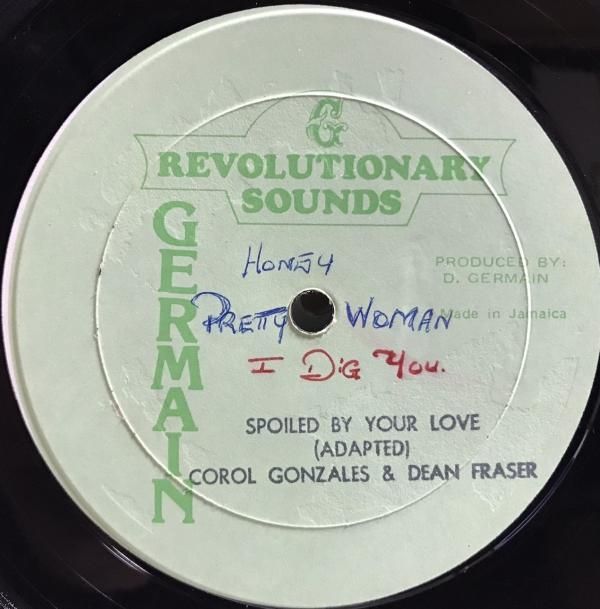 G
REVOLUTIONARY
SOUNDS
GERMAIN
HONEY
PRODUCED BY:
D. GERMAIN
PRETTY WOMAN
Made in Jamaica
I DiG YOU.
SPOILED BY YOUR LOVE
(ADAPTED)
COROL GONZALES & DEAN FRASER